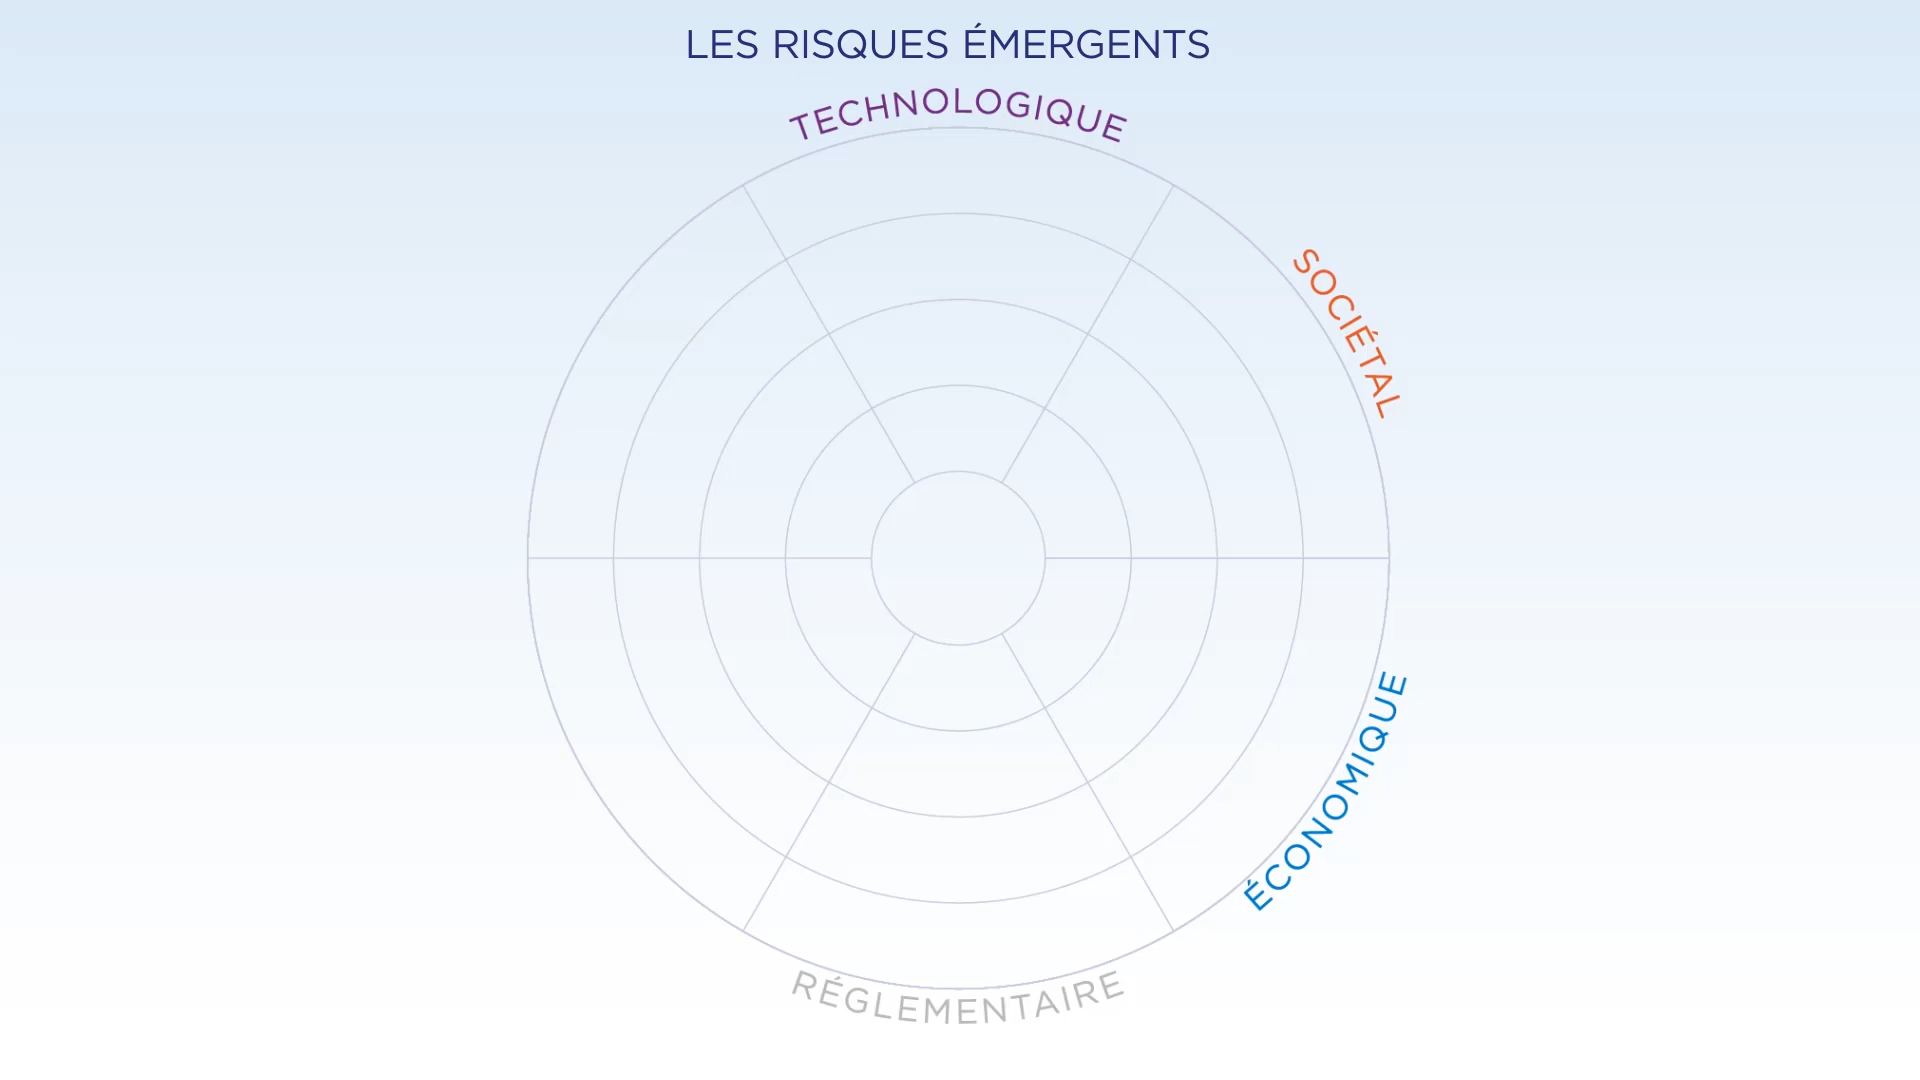 LES RISQUES ÉMERGENTS
TECHNOLOGIQUE
SOCIÉTAL
ÉCONOMIQUE
RÉGLEMENTAIRE